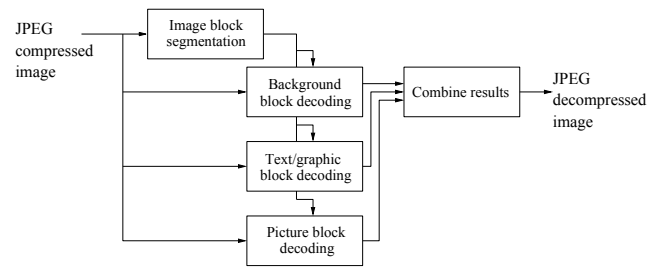 JPEG
compressed
image
Image block
segmentation
Background
block decoding
Text/graphic
block decoding
Picture block
decoding
Combine results
JPEG
decompressed
image